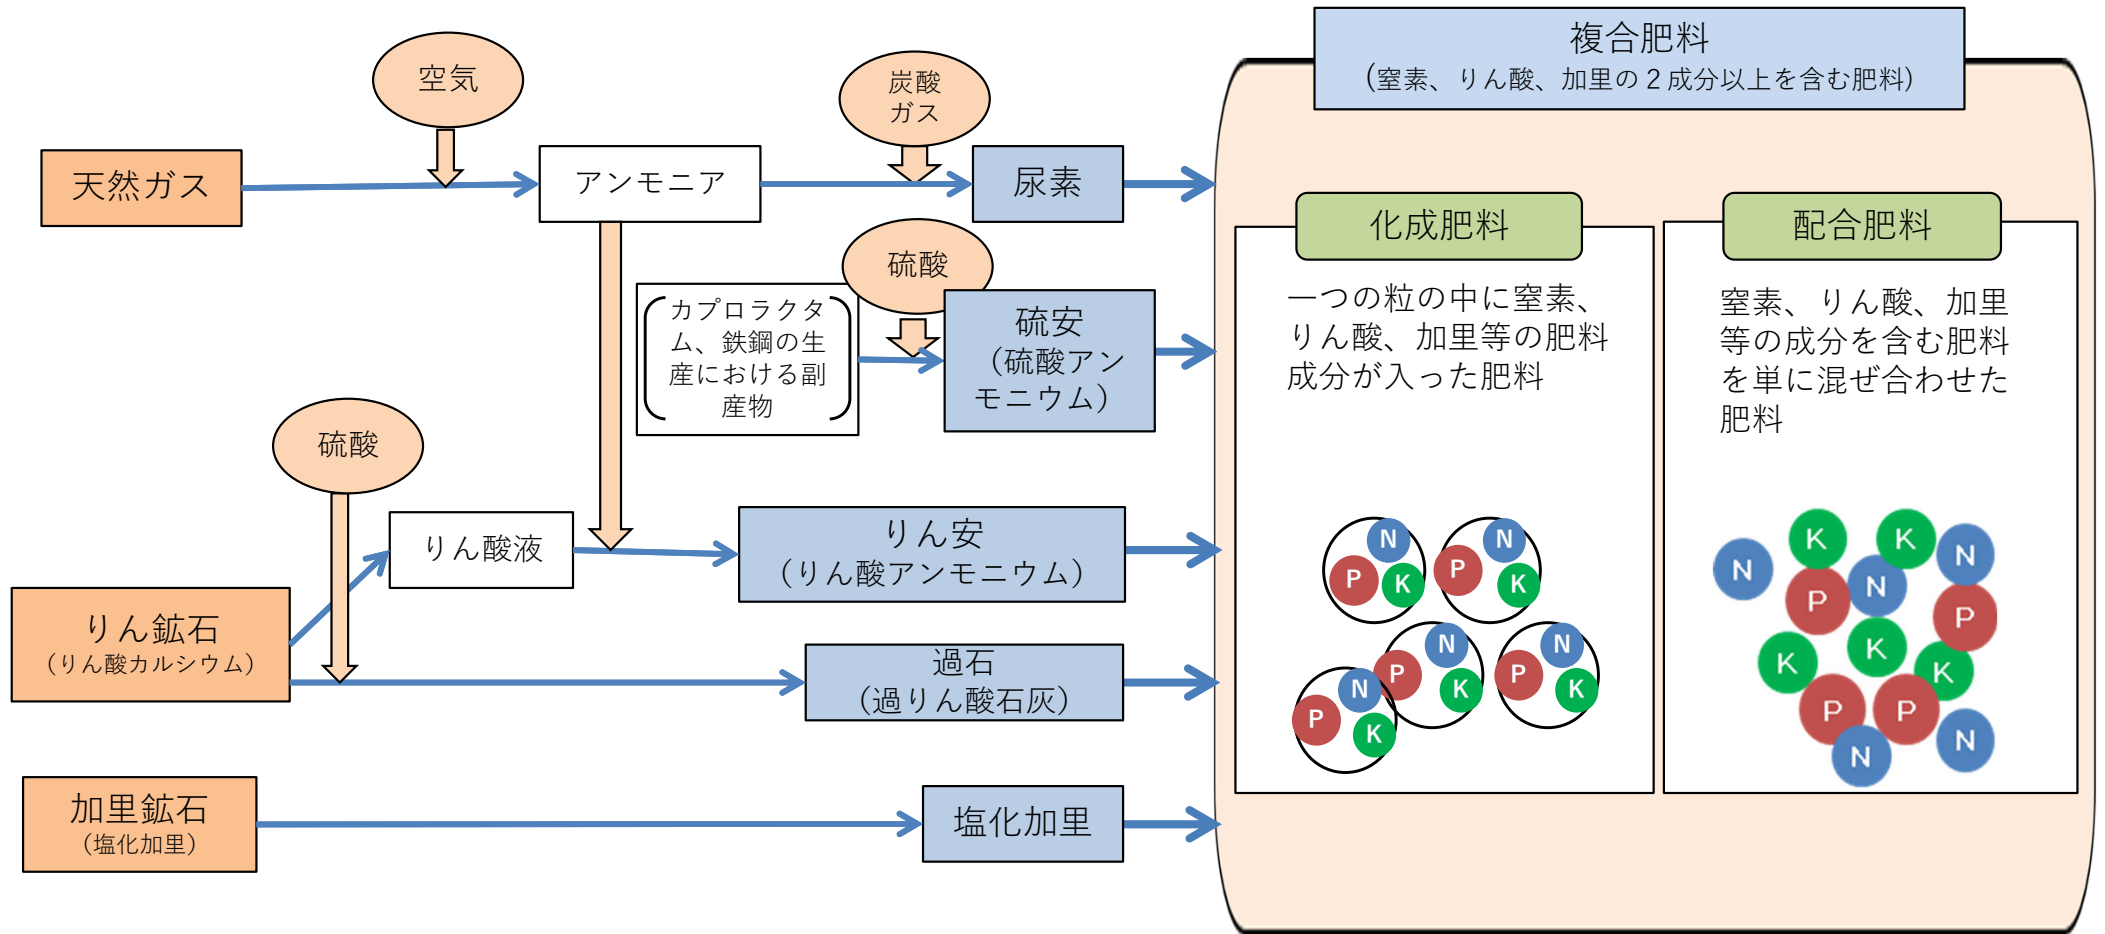 空気
炭酸
ガス
天然ガス
アンモニア
尿素
硫酸
カプロラクタ
ム、鉄鋼の生
産における副
産物
硫安
（硫酸アン
モニウム）
硫酸
りん酸液
りん安
（りん酸アンモニウム）
りん鉱石
（りん酸カルシウム）
過石
（過りん酸石灰）
加里鉱石
（塩化加里）
塩化加里
複合肥料
（窒素、りん酸、加里の２成分以上を含む肥料）
化成肥料
一つの粒の中に窒素、
りん酸、加里等の肥料
成分が入った肥料
N
P
K
N
P
K
N
P
K
N
P
K
N
P
K
配合肥料
窒素、りん酸、加里
等の成分を含む肥料
を単に混ぜ合わせた
肥料
K
K
N
N
N
P
P
K
K
K
P
P
N
N